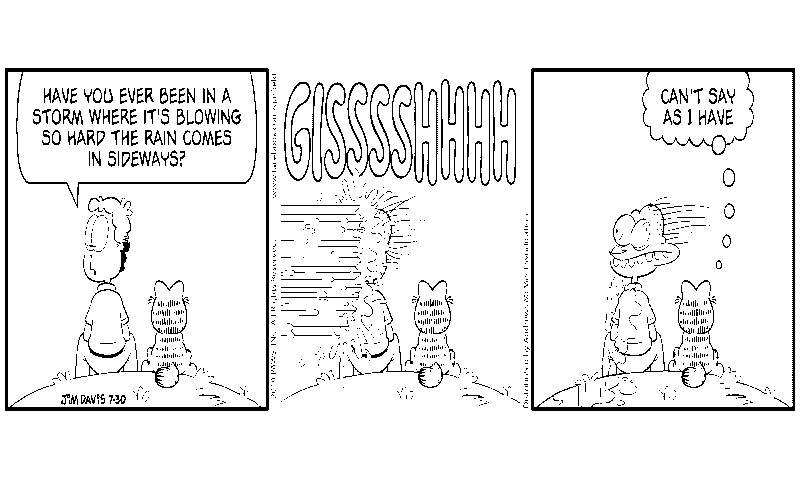 HAVE YOU EVER BEEN IN A
STORM WHERE IT'S BLOWING
SO HARD THE RAIN COMES
IN SIDEWAYS?
JIM DAVIS 7-30
GISSSSHHHH
CAN'T SAY
AS I HAVE